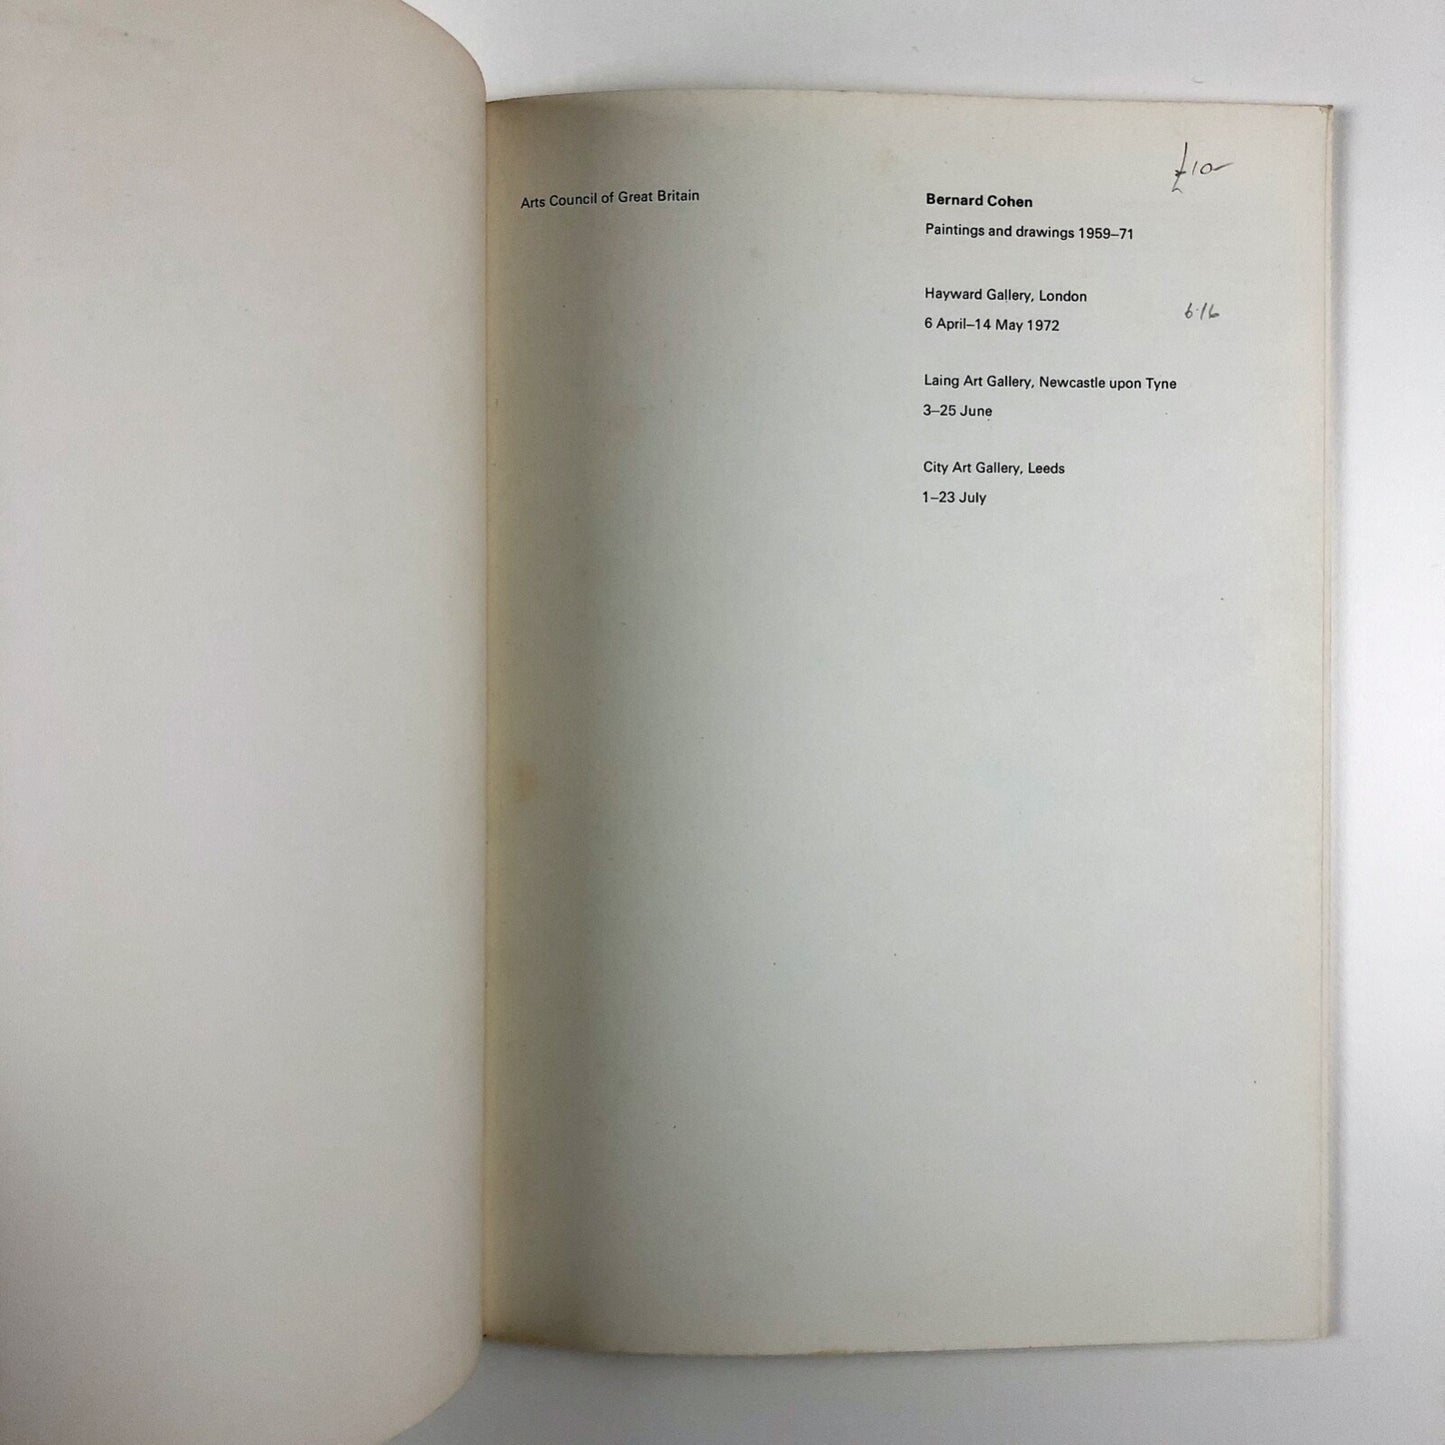 Arts Council of Great Britain
£10-
Bernard Cohen
Paintings and drawings 1959–71
Hayward Gallery, London
6·16
6 April–14 May 1972
Laing Art Gallery, Newcastle upon Tyne
3–25 June
City Art Gallery, Leeds
1–23 July